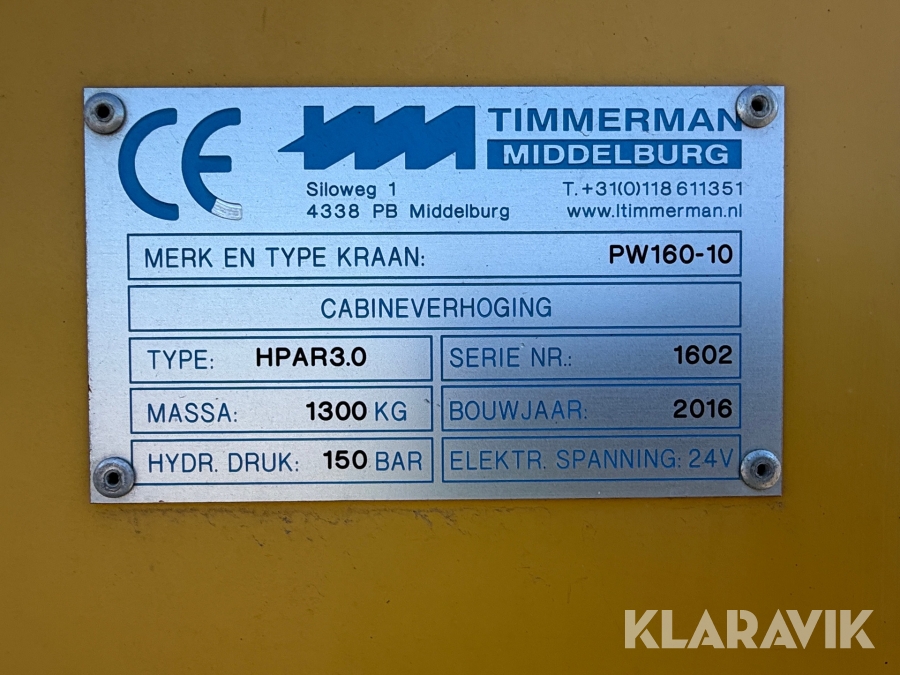 CE
TIMMERMAN
MIDDELBURG
Siloweg 1
4338 PB Middelburg
T. +31(0)118 611351
www.ltimmerman.nl
MERK EN TYPE KRAAN: PW160-10
CABINEVERHOGING
TYPE: HPAR3.0
SERIE NR.: 1602
MASSA: 1300 KG
BOUWJAAR: 2016
HYDR. DRUK: 150 BAR
ELEKTR. SPANNING: 24V
KLARAVIK